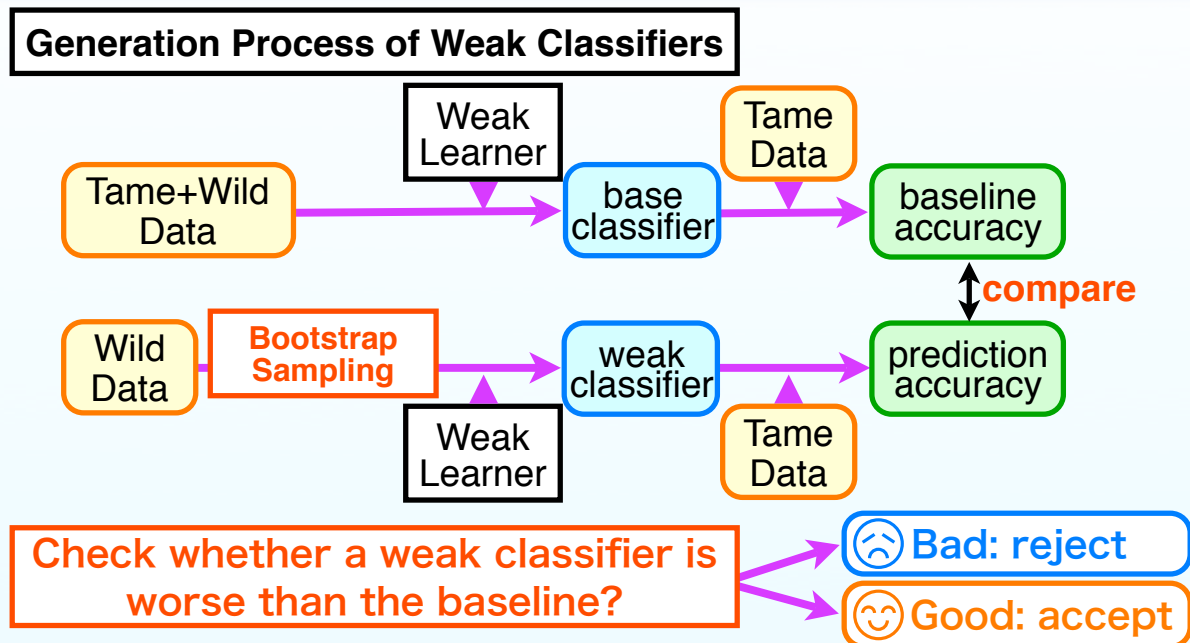 Generation Process of Weak Classifiers
Weak
Learner
Tame
Data
Tame+Wild
Data
base
classifier
baseline
accuracy
compare
Wild
Data
Bootstrap
Sampling
weak
classifier
prediction
accuracy
Weak
Learner
Tame
Data
Check whether a weak classifier is
worse than the baseline?
Bad: reject
Good: accept